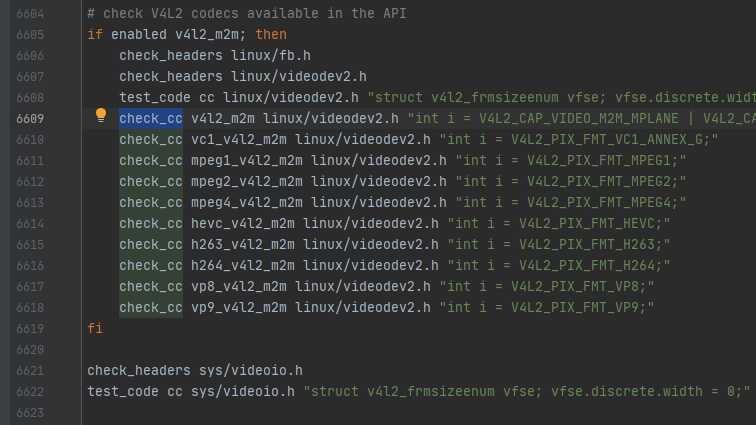 6604 # check V4L2 codecs available in the API
6605 if enabled v4l2_m2m; then
6606 check_headers linux/fb.h
6607 check_headers linux/videodev2.h
6608 test_code cc linux/videodev2.h "struct v4l2_frmsizeenum vfse; vfse.discrete.widt
6609 check_cc v4l2_m2m linux/videodev2.h "int i = V4L2_CAP_VIDEO_M2M_MPLANE | V4L2_CA
6610 check_cc vc1_v4l2_m2m linux/videodev2.h "int i = V4L2_PIX_FMT_VC1_ANNEX_G;"
6611 check_cc mpeg1_v4l2_m2m linux/videodev2.h "int i = V4L2_PIX_FMT_MPEG1;"
6612 check_cc mpeg2_v4l2_m2m linux/videodev2.h "int i = V4L2_PIX_FMT_MPEG2;"
6613 check_cc mpeg4_v4l2_m2m linux/videodev2.h "int i = V4L2_PIX_FMT_MPEG4;"
6614 check_cc hevc_v4l2_m2m linux/videodev2.h "int i = V4L2_PIX_FMT_HEVC;"
6615 check_cc h263_v4l2_m2m linux/videodev2.h "int i = V4L2_PIX_FMT_H263;"
6616 check_cc h264_v4l2_m2m linux/videodev2.h "int i = V4L2_PIX_FMT_H264;"
6617 check_cc vp8_v4l2_m2m linux/videodev2.h "int i = V4L2_PIX_FMT_VP8;"
6618 check_cc vp9_v4l2_m2m linux/videodev2.h "int i = V4L2_PIX_FMT_VP9;"
6619 fi
6620
6621 check_headers sys/videoio.h
6622 test_code cc sys/videoio.h "struct v4l2_frmsizeenum vfse; vfse.discrete.width = 0;"
6623